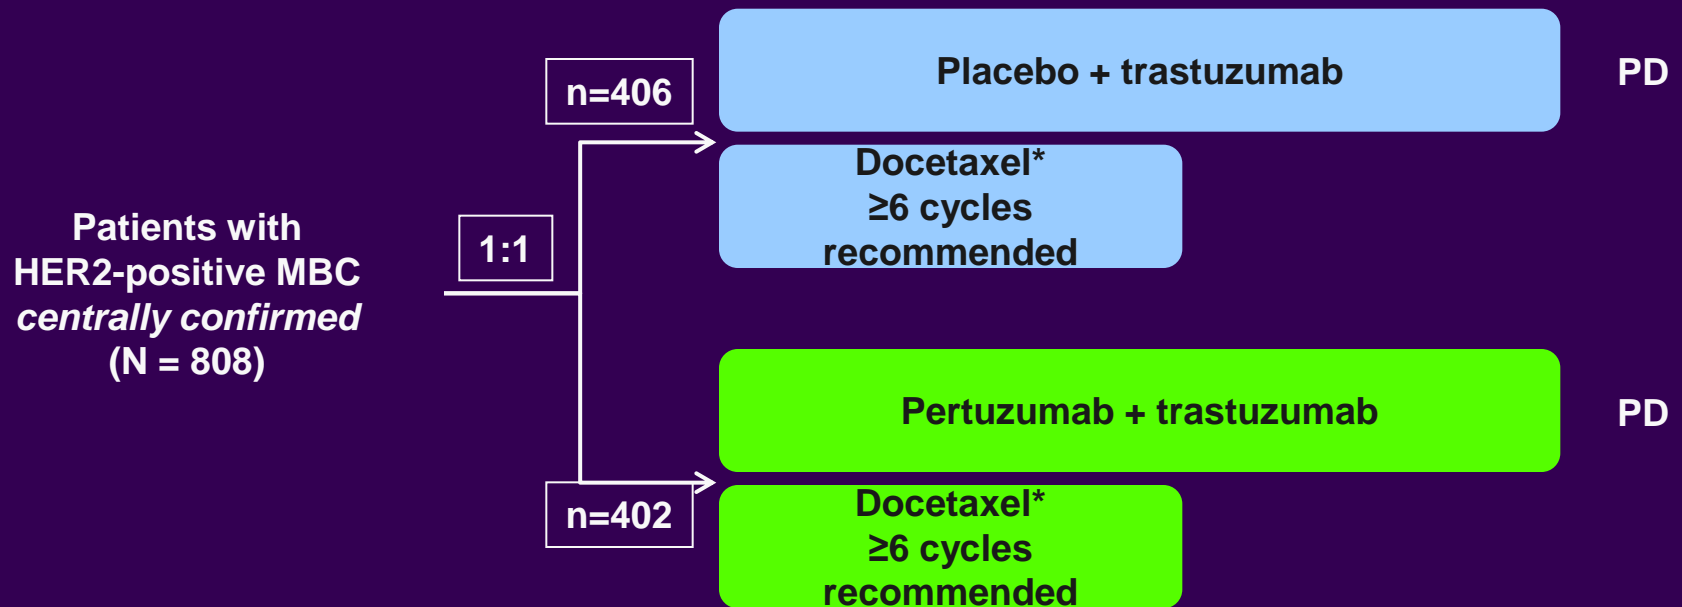 Patients with
HER2-positive MBC
centrally confirmed
(N = 808)
1:1
n=406
Placebo + trastuzumab
PD
Docetaxel*
≥6 cycles
recommended
n=402
Pertuzumab + trastuzumab
PD
Docetaxel*
≥6 cycles
recommended